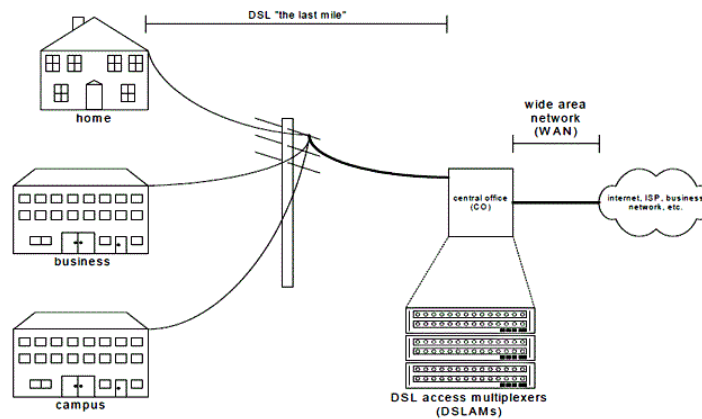 DSL "the last mile"
home
wide area
network
(WAN)
central office
(CO)
internet, ISP, business
network, etc.
business
DSL access multiplexers
(DSLAMs)
campus